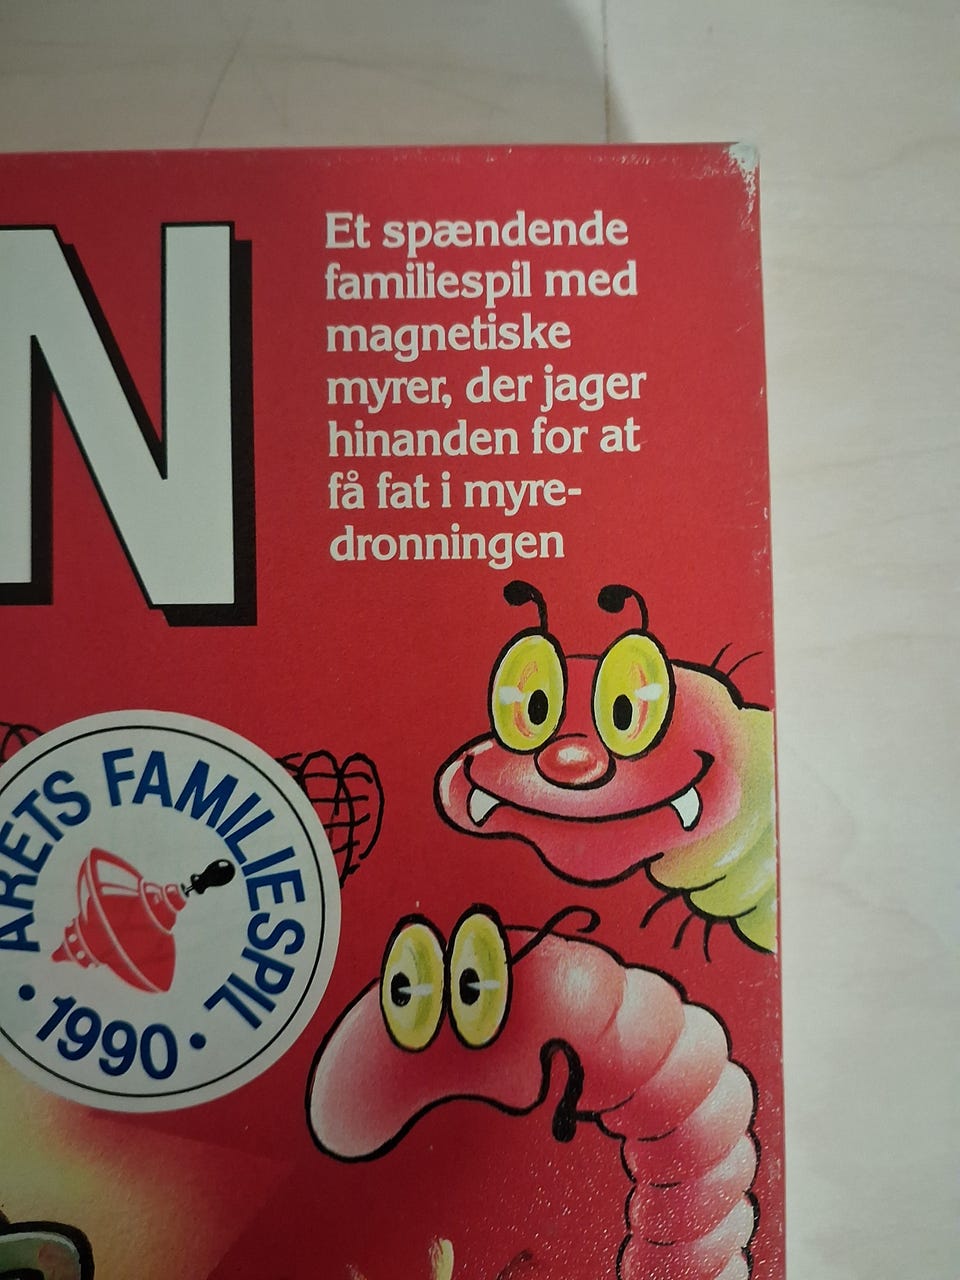 N
Et spændende
familiespil med
magnetiske
myrer, der jager
hinanden for at
få fat i myre-
dronningen
ÅRETS FAMILIESPIL
• 1990 •